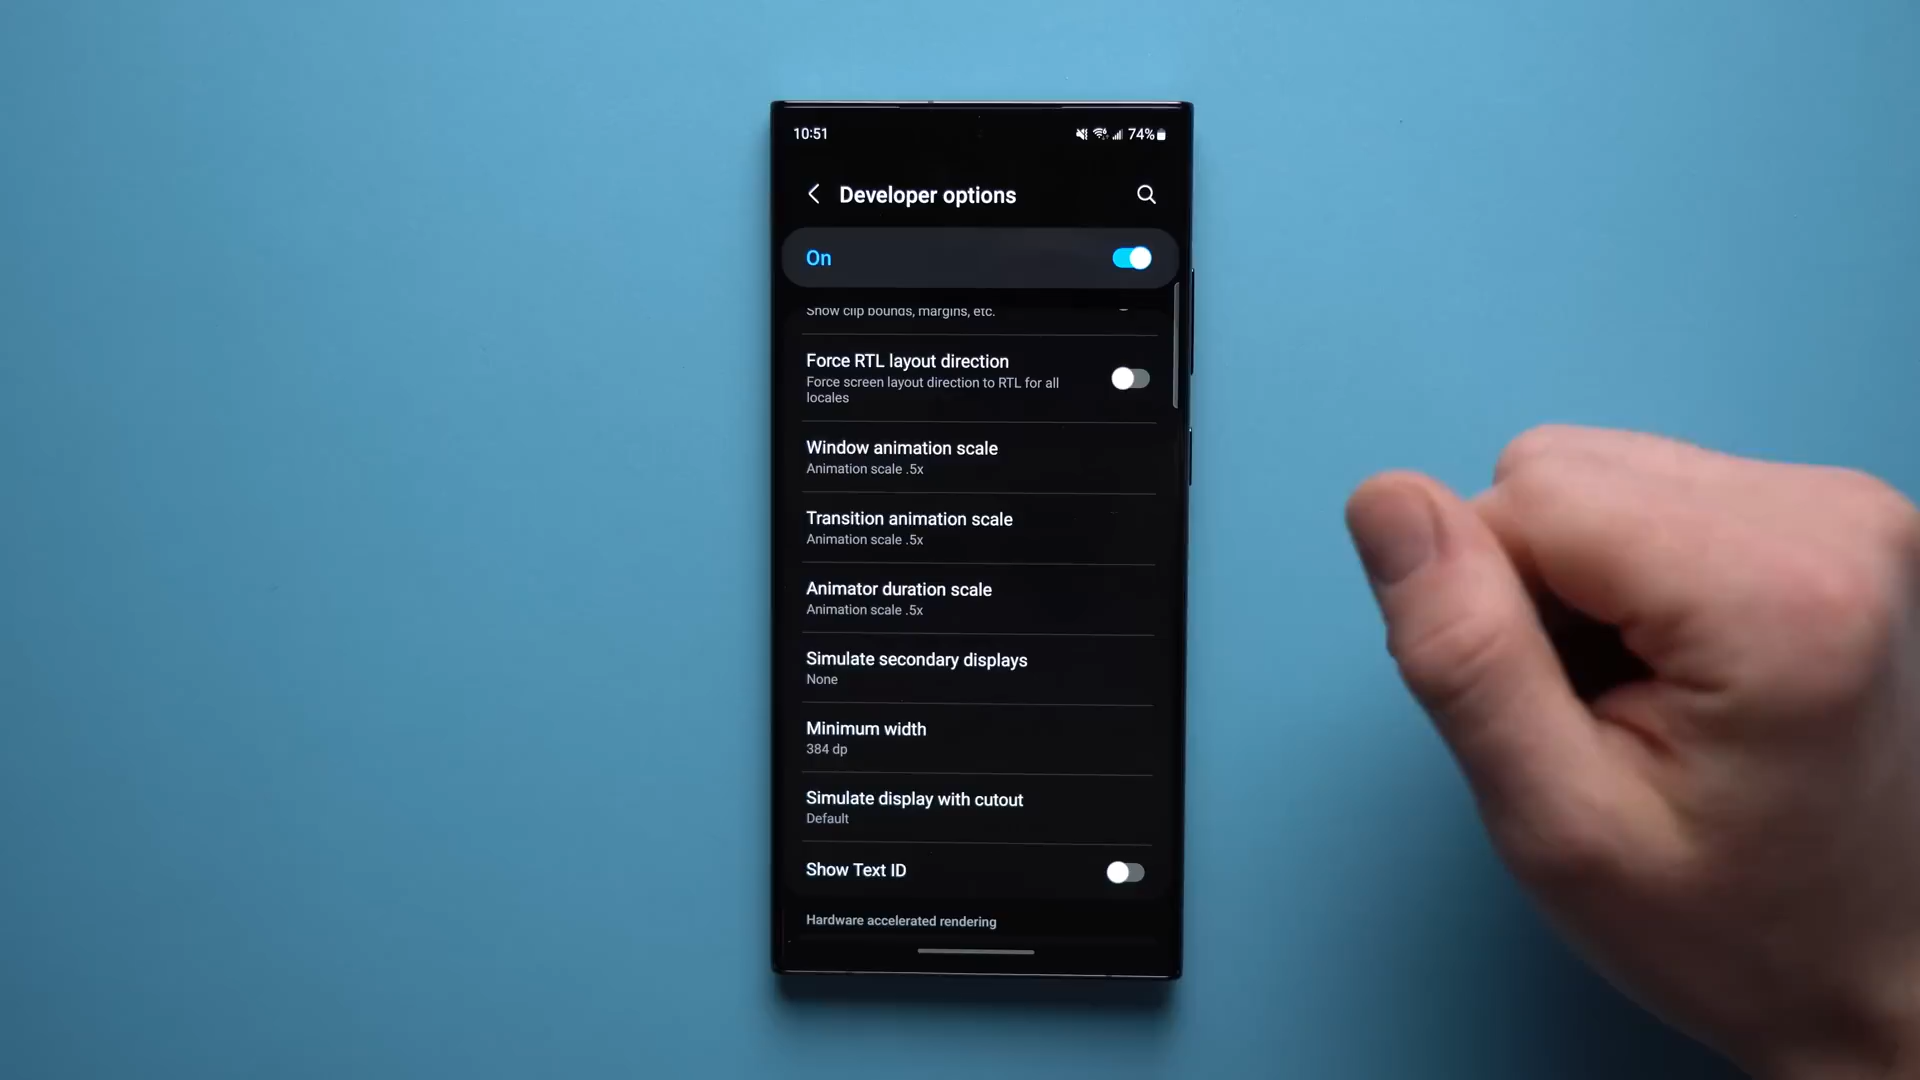 10:51
74%
Developer options
On
Show clip bounds, margins, etc.
Force RTL layout direction
Force screen layout direction to RTL for all
locales
Window animation scale
Animation scale .5x
Transition animation scale
Animation scale .5x
Animator duration scale
Animation scale .5x
Simulate secondary displays
None
Minimum width
384 dp
Simulate display with cutout
Default
Show Text ID
Hardware accelerated rendering